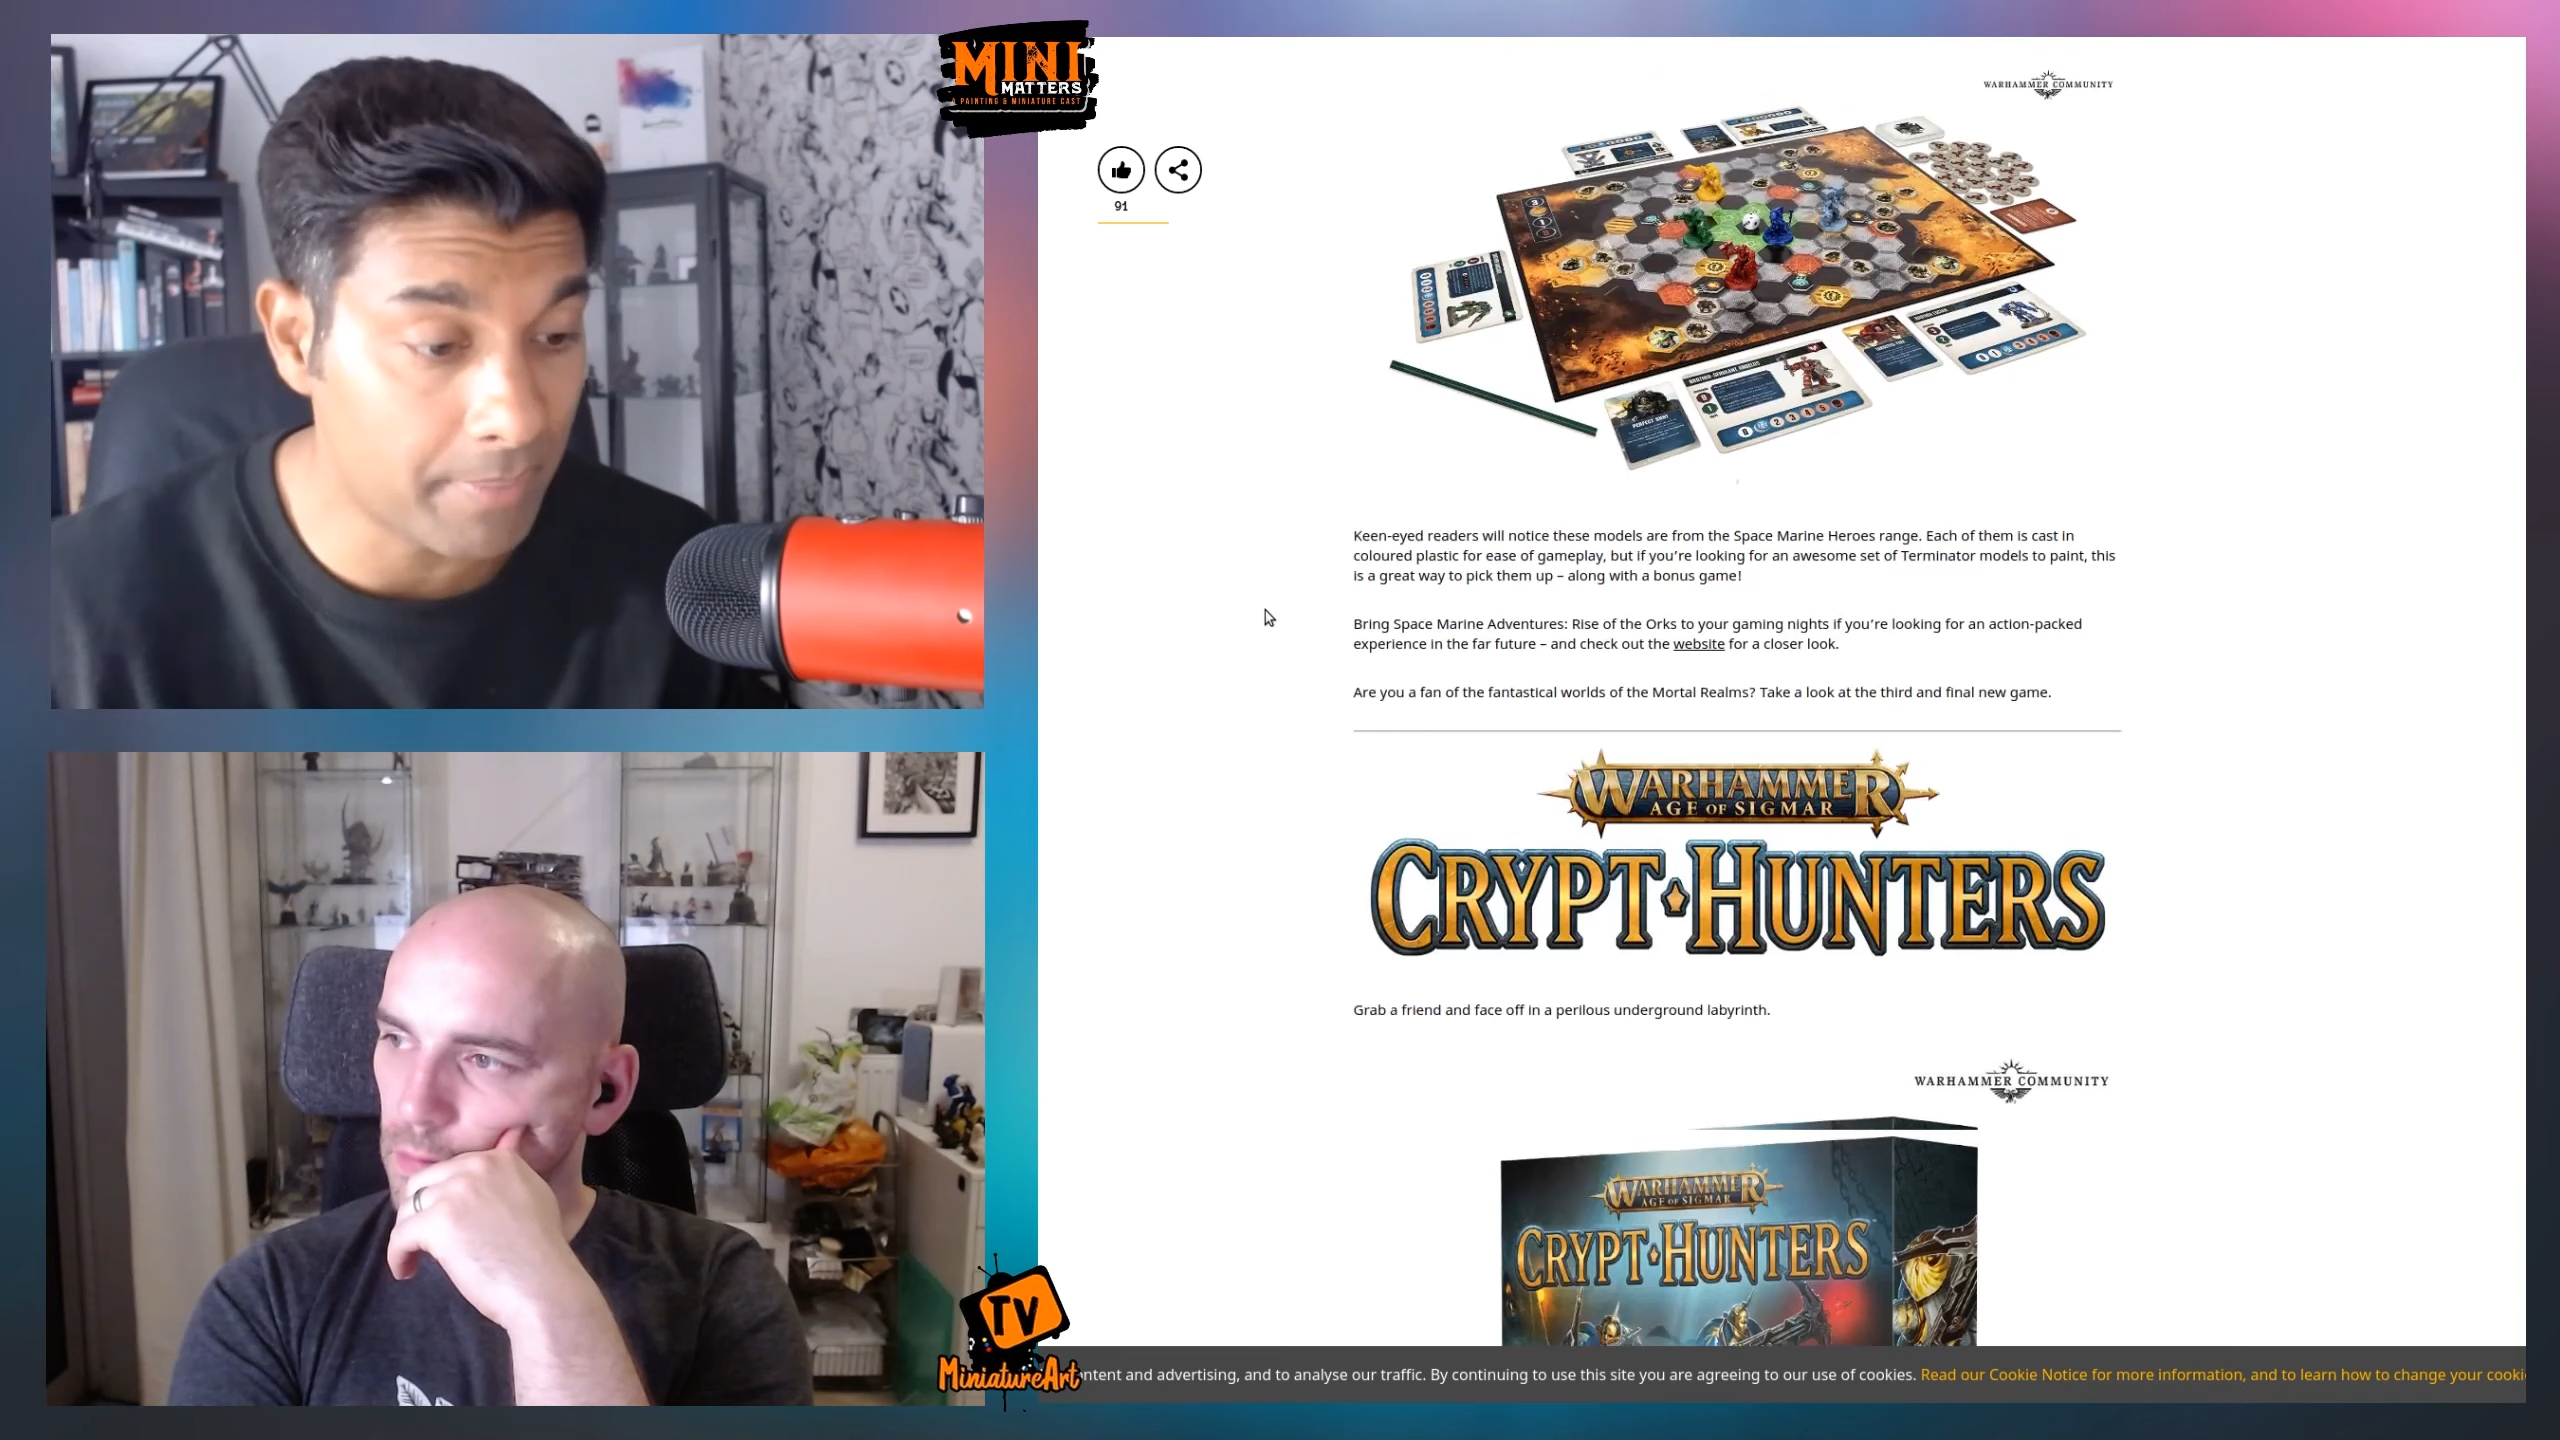 MINI
MATTERS
A PAINTING & MINIATURE CAST
WARHAMMER COMMUNITY
91
PERFECT SHOT
Keen-eyed readers will notice these models are from the Space Marine Heroes range. Each of them is cast in
coloured plastic for ease of gameplay, but if you’re looking for an awesome set of Terminator models to paint, this
is a great way to pick them up – along with a bonus game!
Bring Space Marine Adventures: Rise of the Orks to your gaming nights if you’re looking for an action-packed
experience in the far future – and check out the website for a closer look.
Are you a fan of the fantastical worlds of the Mortal Realms? Take a look at the third and final new game.
WARHAMMER
AGE OF SIGMAR
CRYPT HUNTERS
Grab a friend and face off in a perilous underground labyrinth.
WARHAMMER COMMUNITY
WARHAMMER
AGE OF SIGMAR
CRYPT HUNTERS
TV
MiniatureArt
ntent and advertising, and to analyse our traffic. By continuing to use this site you are agreeing to our use of cookies. Read our Cookie Notice for more information, and to learn how to change your cooki